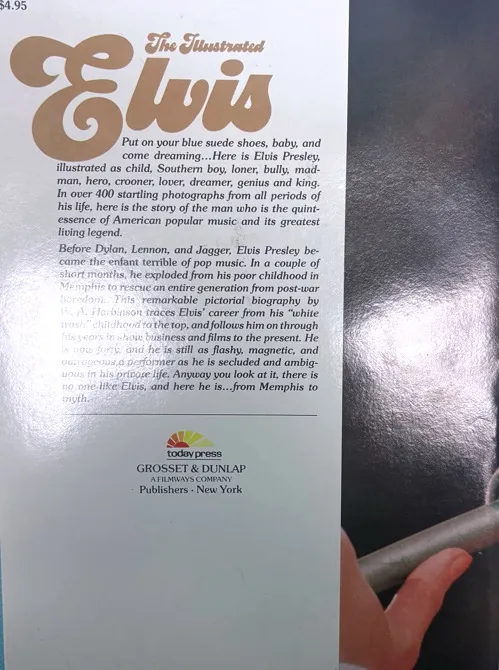 $4.95
The Illustrated
Elvis
Put on your blue suede shoes, baby, and
come dreaming...Here is Elvis Presley,
illustrated as child, Southern boy, loner, bully, mad-
man, hero, crooner, lover, dreamer, genius and king.
In over 400 startling photographs from all periods of
his life, here is the story of the man who is the quint-
essence of American popular music and its greatest
living legend.
Before Dylan, Lennon, and Jagger, Elvis Presley be-
came the enfant terrible of pop music. In a couple of
short months, he exploded from his poor childhood in
Memphis to rescue an entire generation from post-war
boredom. This remarkable pictorial biography by
W. A. Harbinson traces Elvis' career from his "white
trash" childhood to the top, and follows him on through
his years in show business and films to the present. He
is now forty, and he is still as flashy, magnetic, and
outrageous a performer as he is secluded and ambig-
uous in his private life. Anyway you look at it, there is
no one like Elvis, and here he is...from Memphis to
myth.
today press
GROSSET & DUNLAP
A FILMWAYS COMPANY
Publishers • New York